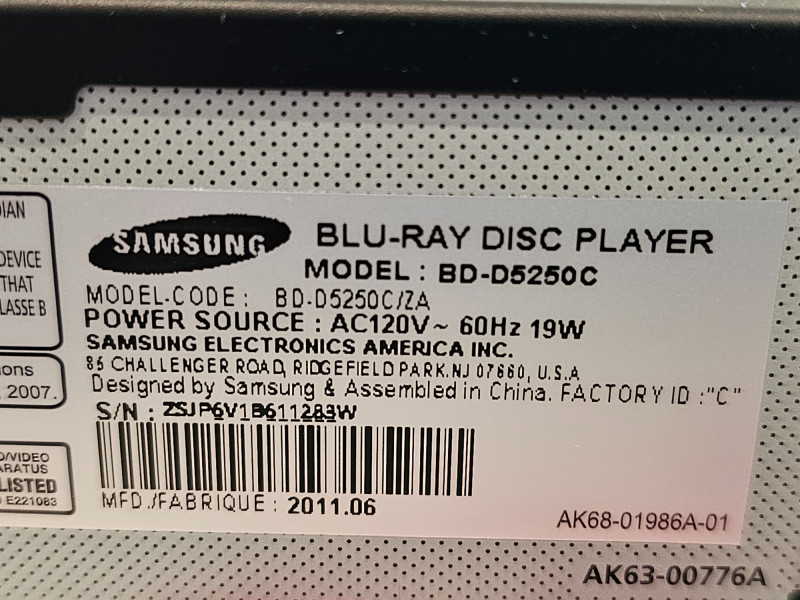 DIAN
DEVICE
THAT
LASSE B
ons
2007.
O/VIDEO
ARATUS
LISTED
E221083
SAMSUNG
BLU-RAY DISC PLAYER
MODEL : BD-D5250C
MODEL-CODE : BD-D5250C/ZA
POWER SOURCE : AC120V~ 60Hz 19W
SAMSUNG ELECTRONICS AMERICA INC.
85 CHALLENGER ROAD, RIDGEFIELD PARK.NJ 07660, U.S.A
Designed by Samsung & Assembled in China. FACTORY ID :"C"
S/N : ZSJP6V1B611283W
MFD./FABRIQUE : 2011.06
AK68-01986A-01
AK63-00776A